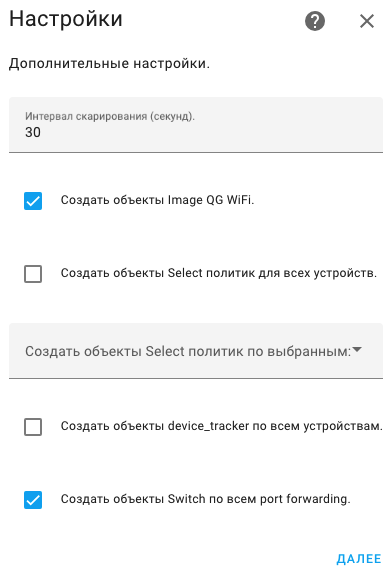 Настройки
Дополнительные настройки.
Интервал скарирования (секунд).
30
Создать объекты Image QG WiFi.
Создать объекты Select политик для всех устройств.
Создать объекты Select политик по выбранным:
Создать объекты device_tracker по всем устройствам.
Создать объекты Switch по всем port forwarding.
ДАЛЕЕ